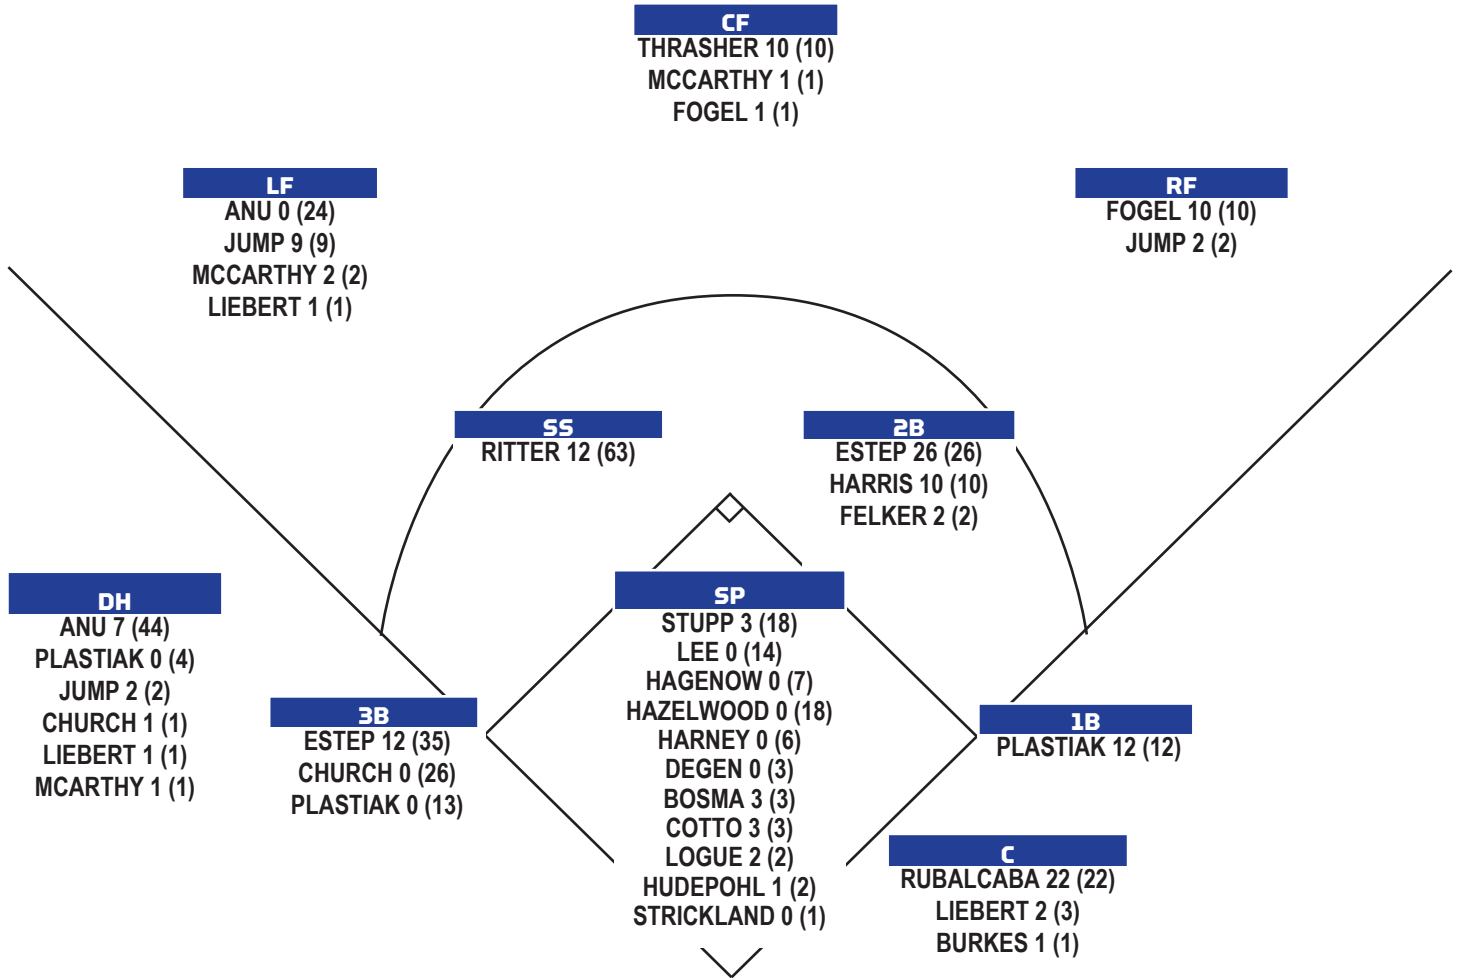 CF
THRASHER 10 (10)
MCCARTHY 1 (1)
FOGEL 1 (1)
LF
ANU 0 (24)
JUMP 9 (9)
MCCARTHY 2 (2)
LIEBERT 1 (1)
RF
FOGEL 10 (10)
JUMP 2 (2)
SS
RITTER 12 (63)
2B
ESTEP 26 (26)
HARRIS 10 (10)
FELKER 2 (2)
DH
ANU 7 (44)
PLASTIAK 0 (4)
JUMP 2 (2)
CHURCH 1 (1)
LIEBERT 1 (1)
MCARTHY 1 (1)
3B
ESTEP 12 (35)
CHURCH 0 (26)
PLASTIAK 0 (13)
SP
STUPP 3 (18)
LEE 0 (14)
HAGENOW 0 (7)
HAZELWOOD 0 (18)
HARNEY 0 (6)
DEGEN 0 (3)
BOSMA 3 (3)
COTTO 3 (3)
LOGUE 2 (2)
HUDEPOHL 1 (2)
STRICKLAND 0 (1)
1B
PLASTIAK 12 (12)
C
RUBALCABA 22 (22)
LIEBERT 2 (3)
BURKES 1 (1)